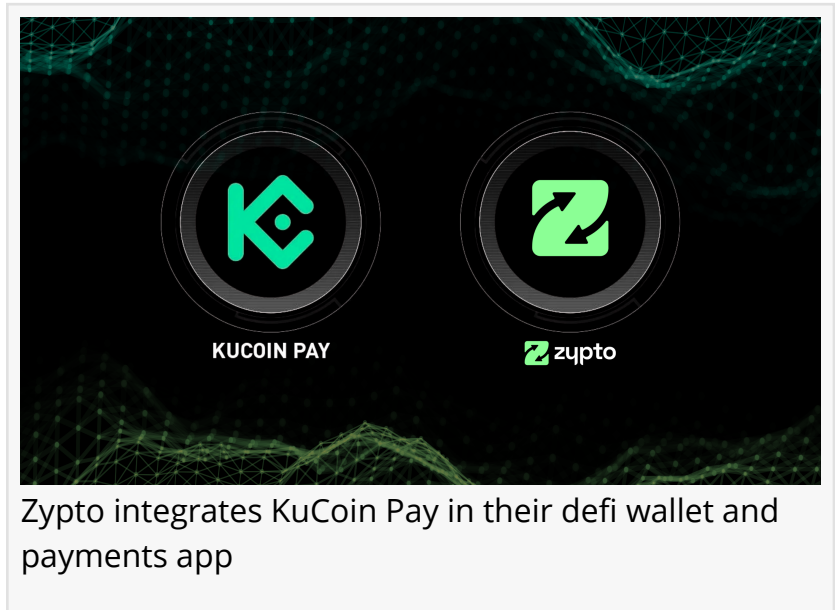 KUCOIN PAY
zypto
Zypto integrates KuCoin Pay in their defi wallet and
payments app